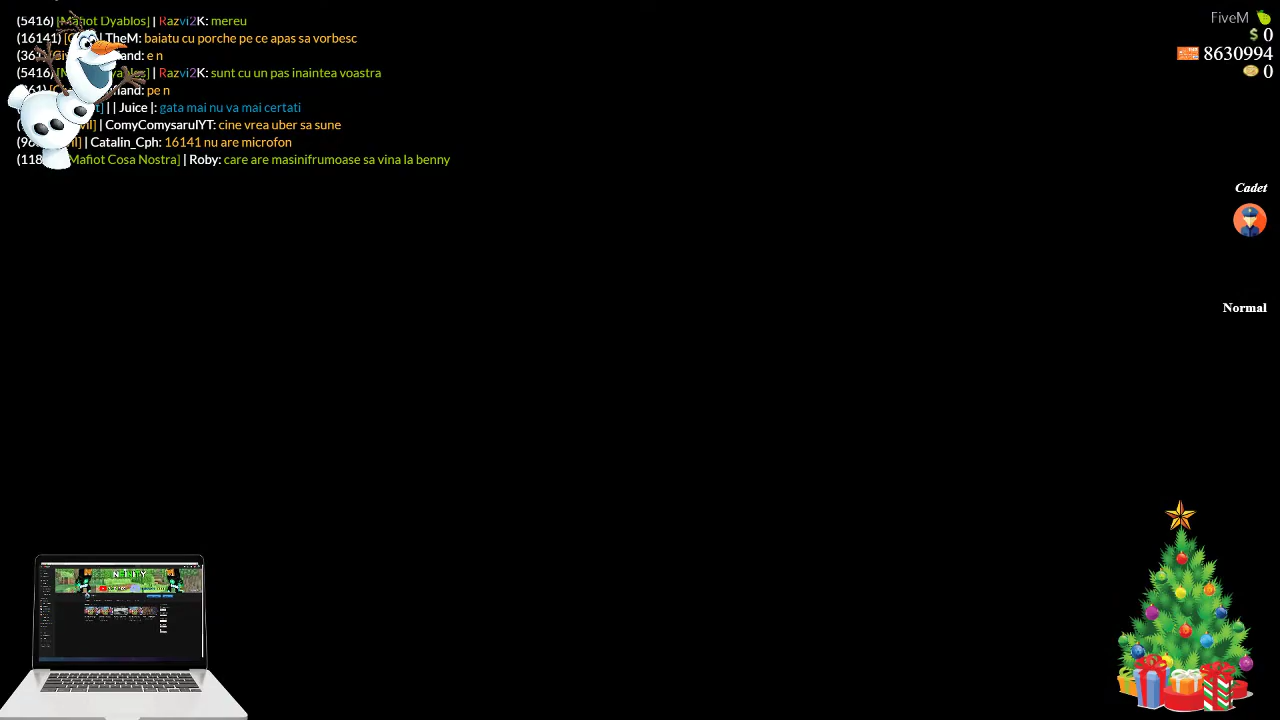 (5416) [Mafiot Dyablos] | Razvi2K: mereu
(16141) | TheM: baiatu cu porche pe ce apas sa vorbesc
e n
(5416) | Razvi2K: sunt cu un pas inaintea voastra
pe n
| | Juice |: gata mai nu va mai certati
| ComyComysarulYT: cine vrea uber sa sune
| Catalin_Cph: 16141 nu are microfon
Mafiot Cosa Nostra] | Roby: care are masinifrumoase sa vina la benny
FiveM
$ 0
8630994
0
Cadet
Normal